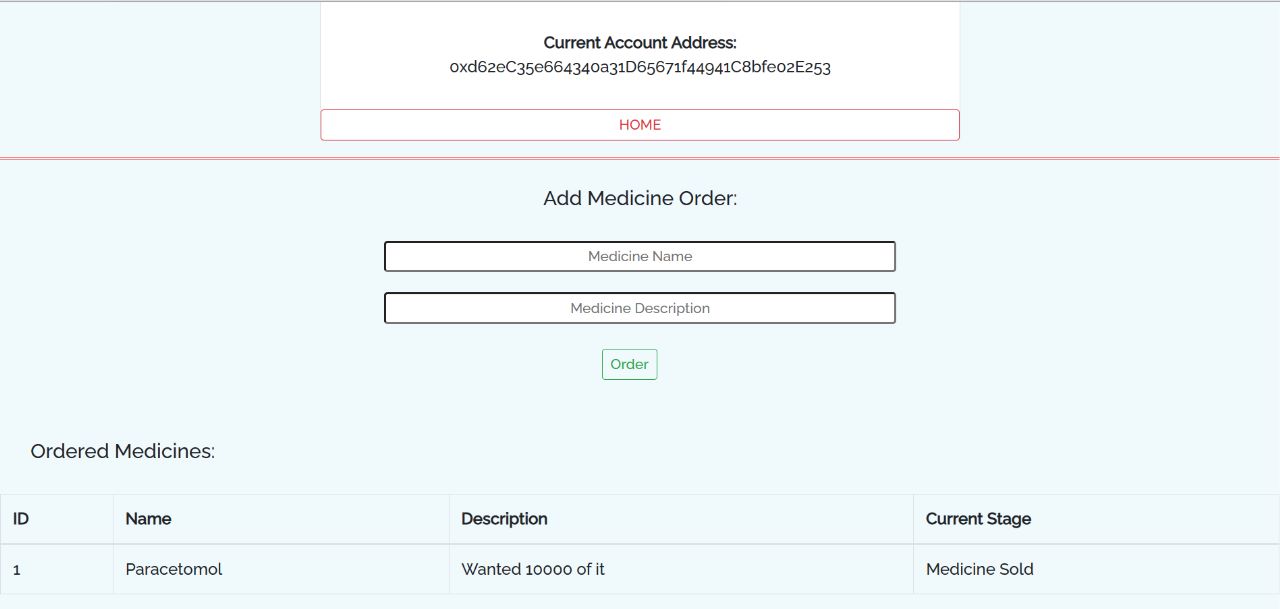 Current Account Address:
0xd62eC35e664340a31D65671f44941C8bfe02E253
HOME
Add Medicine Order:
Medicine Name
Medicine Description
Order
Ordered Medicines:
ID Name Description Current Stage
1 Paracetomol Wanted 10000 of it Medicine Sold